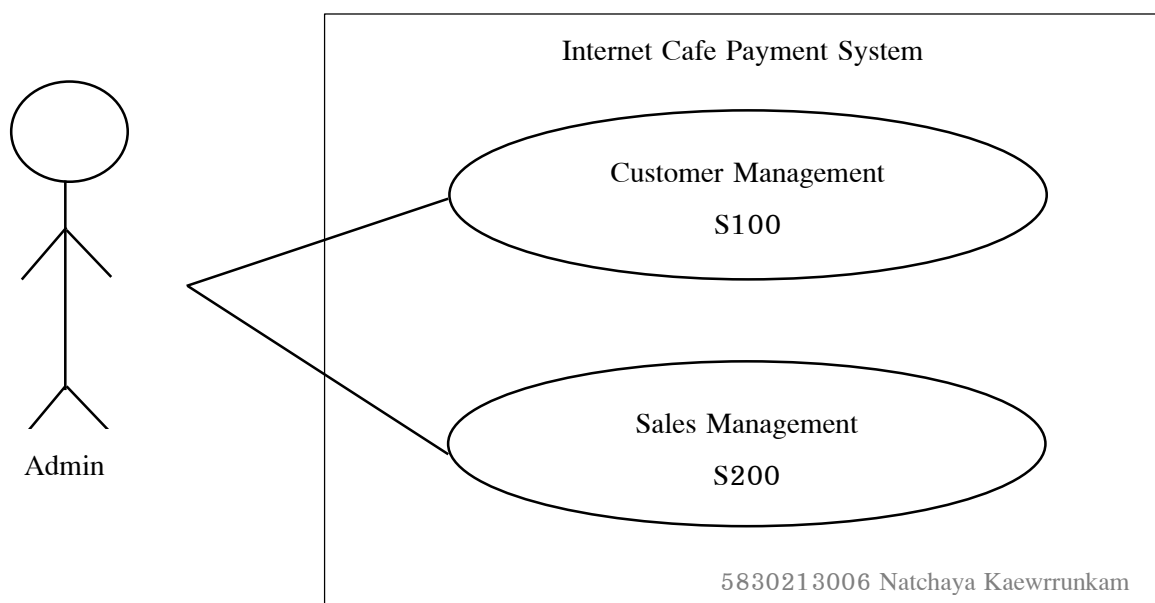 Internet Cafe Payment System
Customer Management
S100
Admin
Sales Management
S200
5830213006 Natchaya Kaewrrunkam